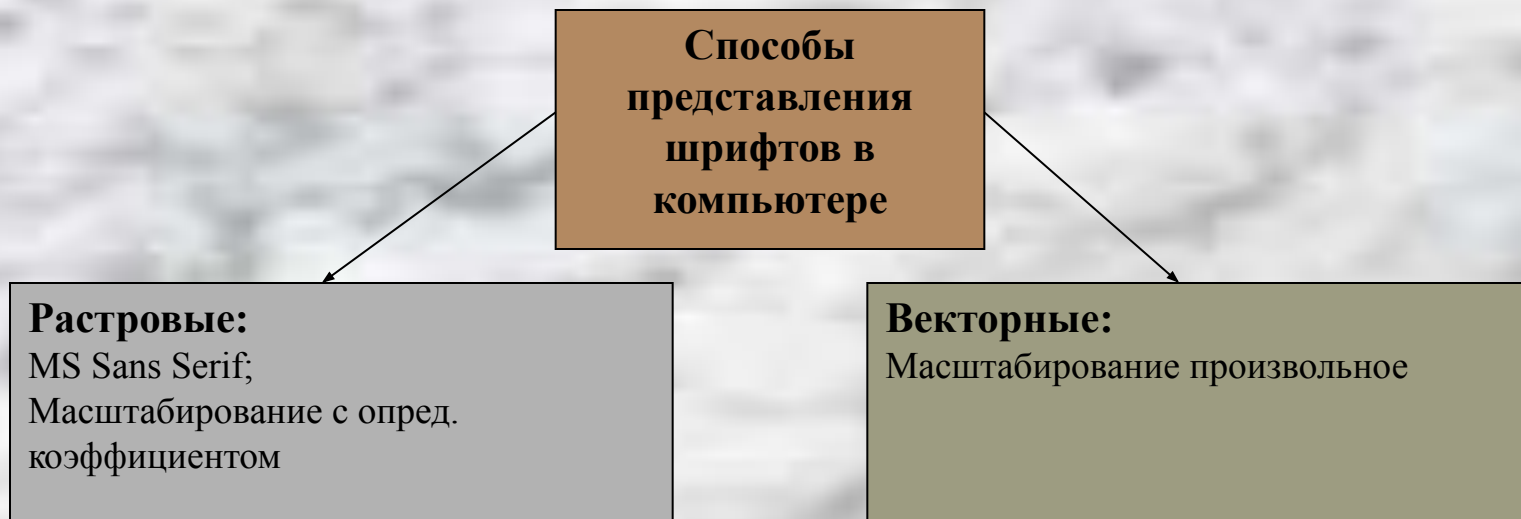 Способы
представления
шрифтов в
компьютере
Растровые:
MS Sans Serif;
Масштабирование с опред.
коэффициентом
Векторные:
Масштабирование произвольное